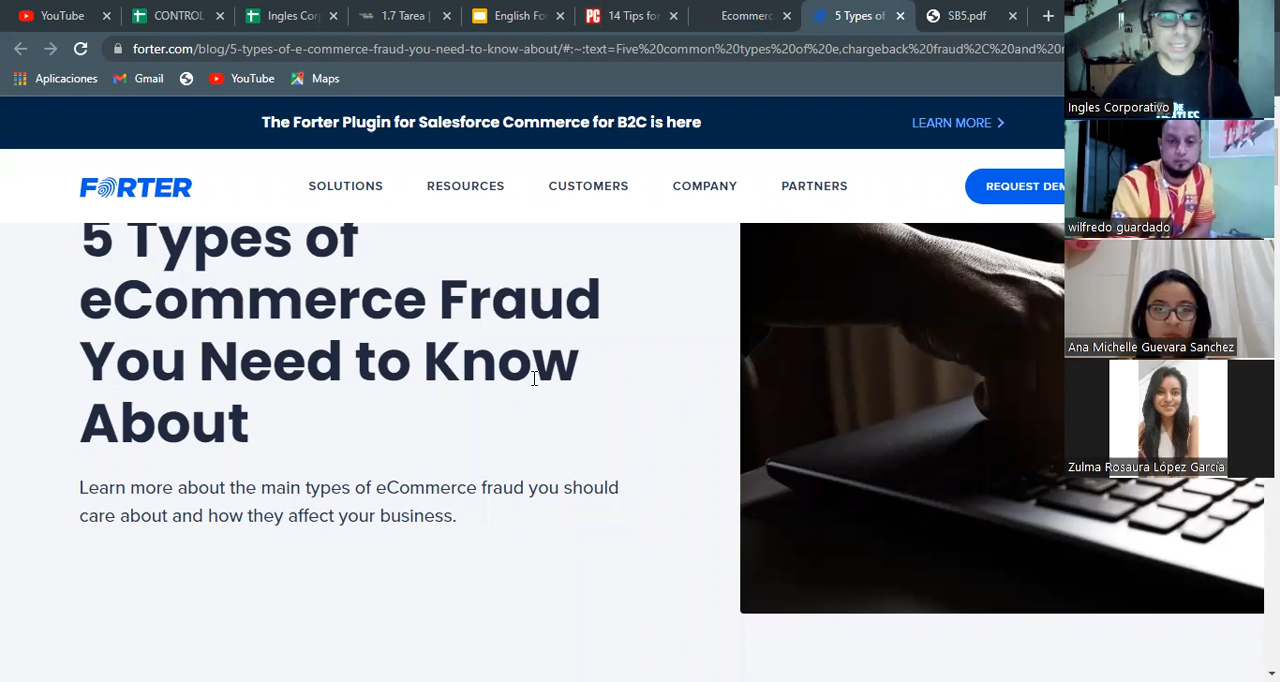 YouTube
CONTROL
Ingles Cor
1.7 Tarea |
English Fo
14 Tips fo
Ecommerc
5 Types of
SB5.pdf
forter.com/blog/5-types-of-e-commerce-fraud-you-need-to-know-about/#:~:text=Five%20common%20types%20of%20e,chargeback%20fraud%2C%20and%20
Aplicaciones
Gmail
YouTube
Maps
The Forter Plugin for Salesforce Commerce for B2C is here
LEARN MORE
FORTER
SOLUTIONS
RESOURCES
CUSTOMERS
COMPANY
PARTNERS
REQUEST DEM
5 Types of
eCommerce Fraud
You Need to Know
About
Learn more about the main types of eCommerce fraud you should
care about and how they affect your business.
Ingles Corporativo
THE
wilfredo guardado
Ana Michelle Guevara Sanchez
Zulma Rosaura López García